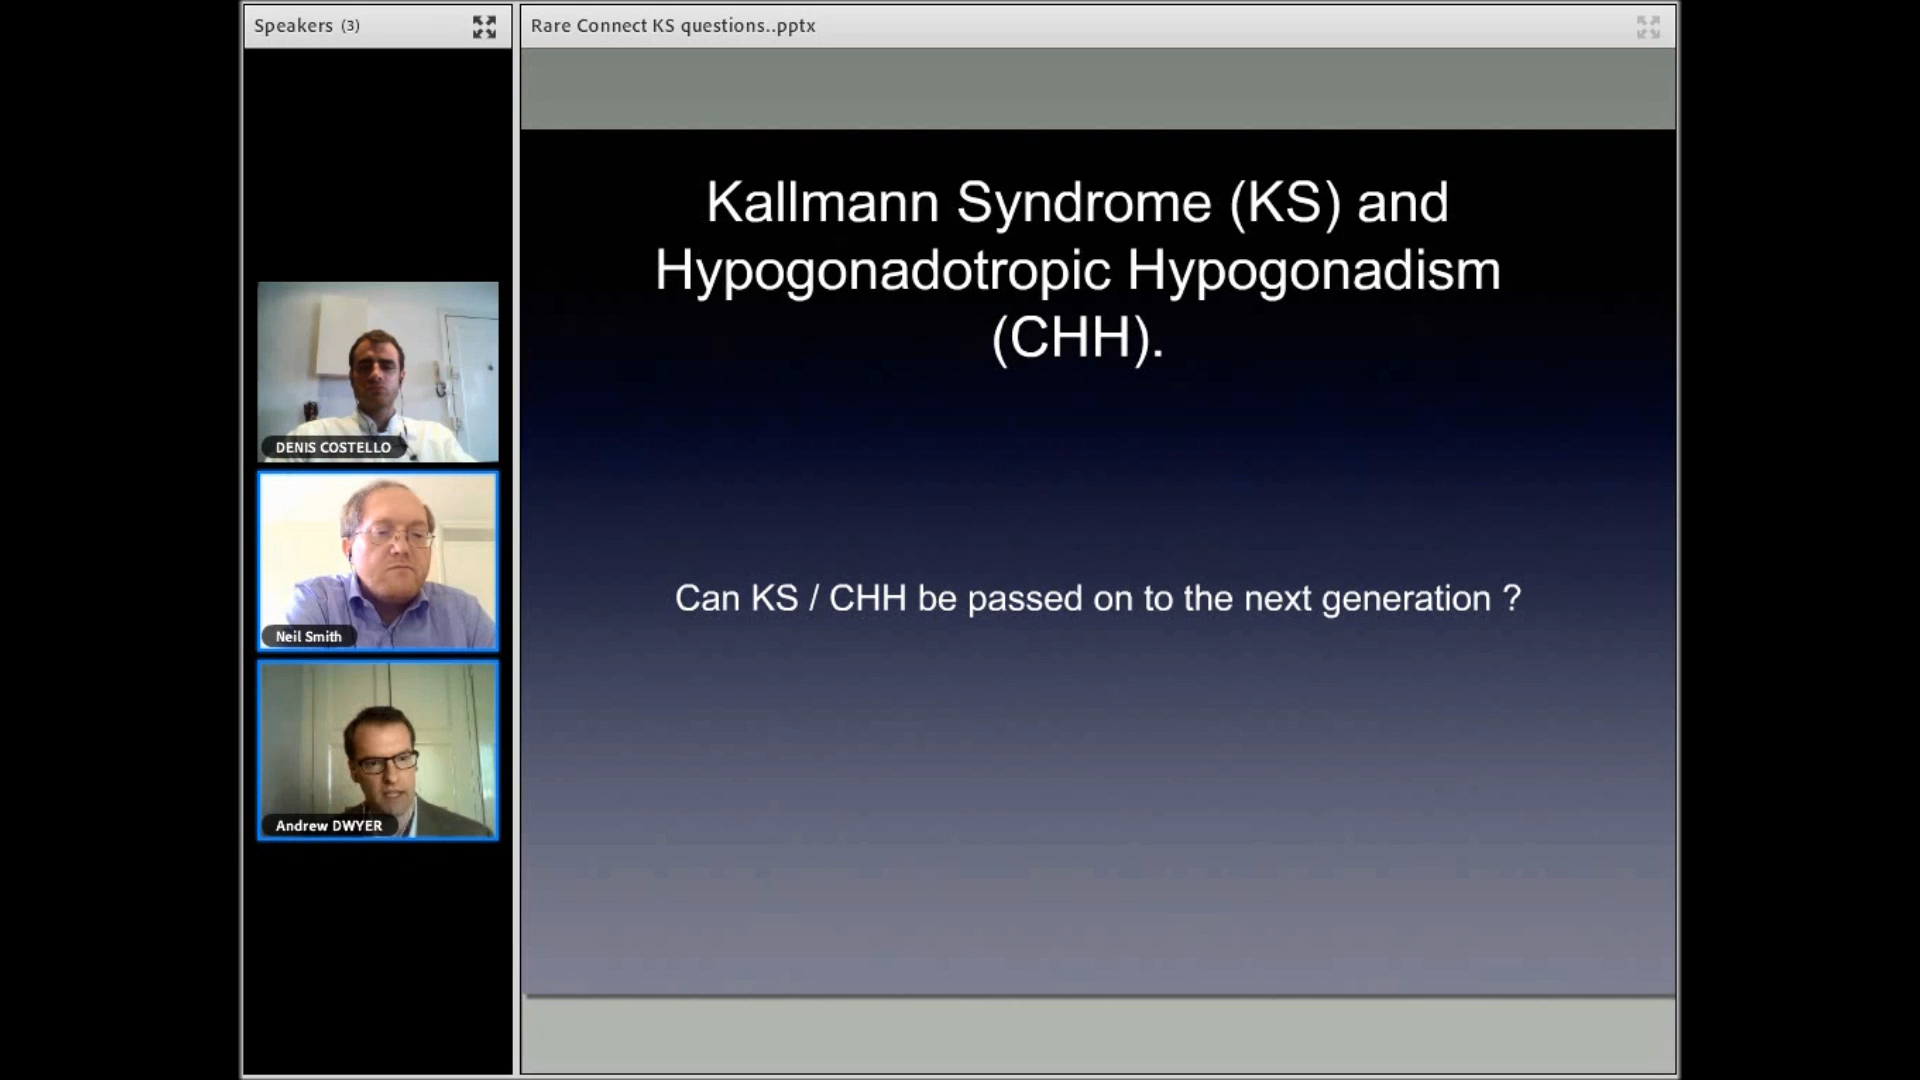 Speakers (3)
Rare Connect KS questions..pptx
DENIS COSTELLO
Neil Smith
Andrew DWYER
Kallmann Syndrome (KS) and
Hypogonadotropic Hypogonadism
(CHH).
Can KS / CHH be passed on to the next generation ?